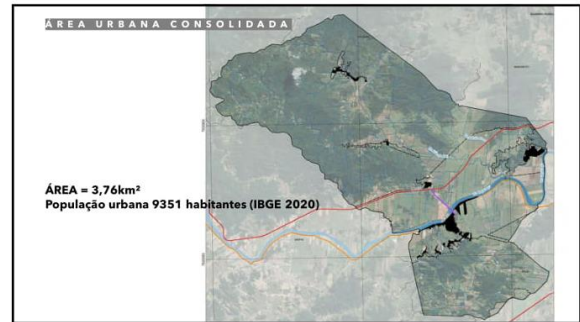 ÁREA URBANA CONSOLIDADA
ÁREA = 3,76km²
População urbana 9351 habitantes (IBGE 2020)